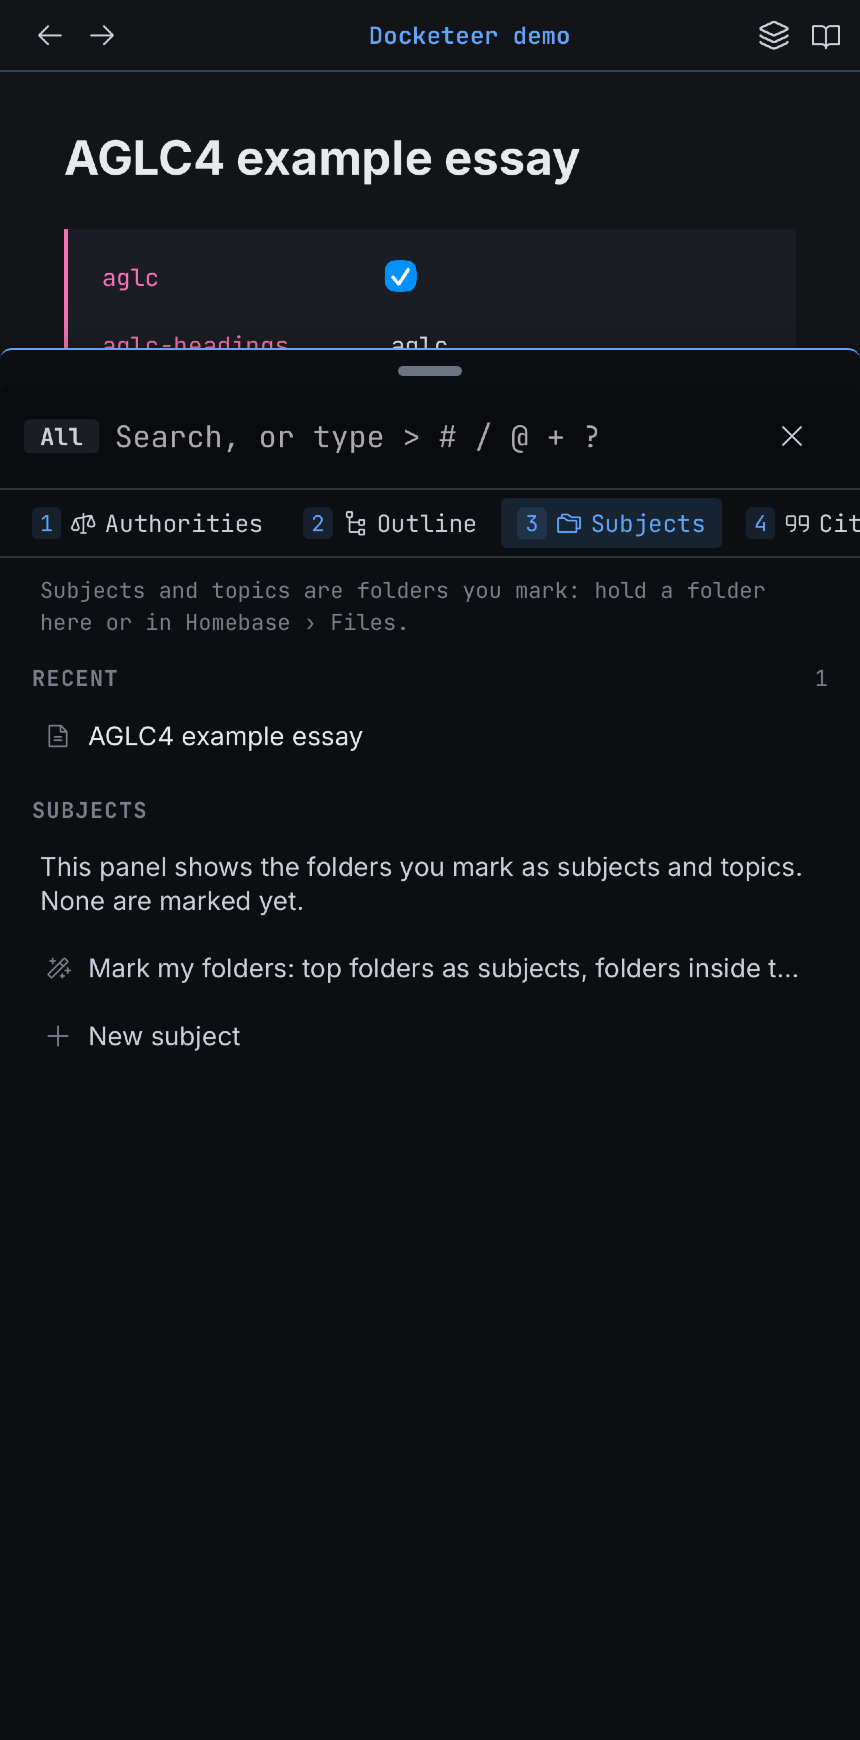 Docketeer demo
AGLC4 example essay
aglc
aglc-headings aglc
All Search, or type > # / @ + ?
1 Authorities 2 Outline 3 Subjects 4 Cit
Subjects and topics are folders you mark: hold a folder
here or in Homebase › Files.
RECENT 1
AGLC4 example essay
SUBJECTS
This panel shows the folders you mark as subjects and topics.
None are marked yet.
Mark my folders: top folders as subjects, folders inside t...
New subject